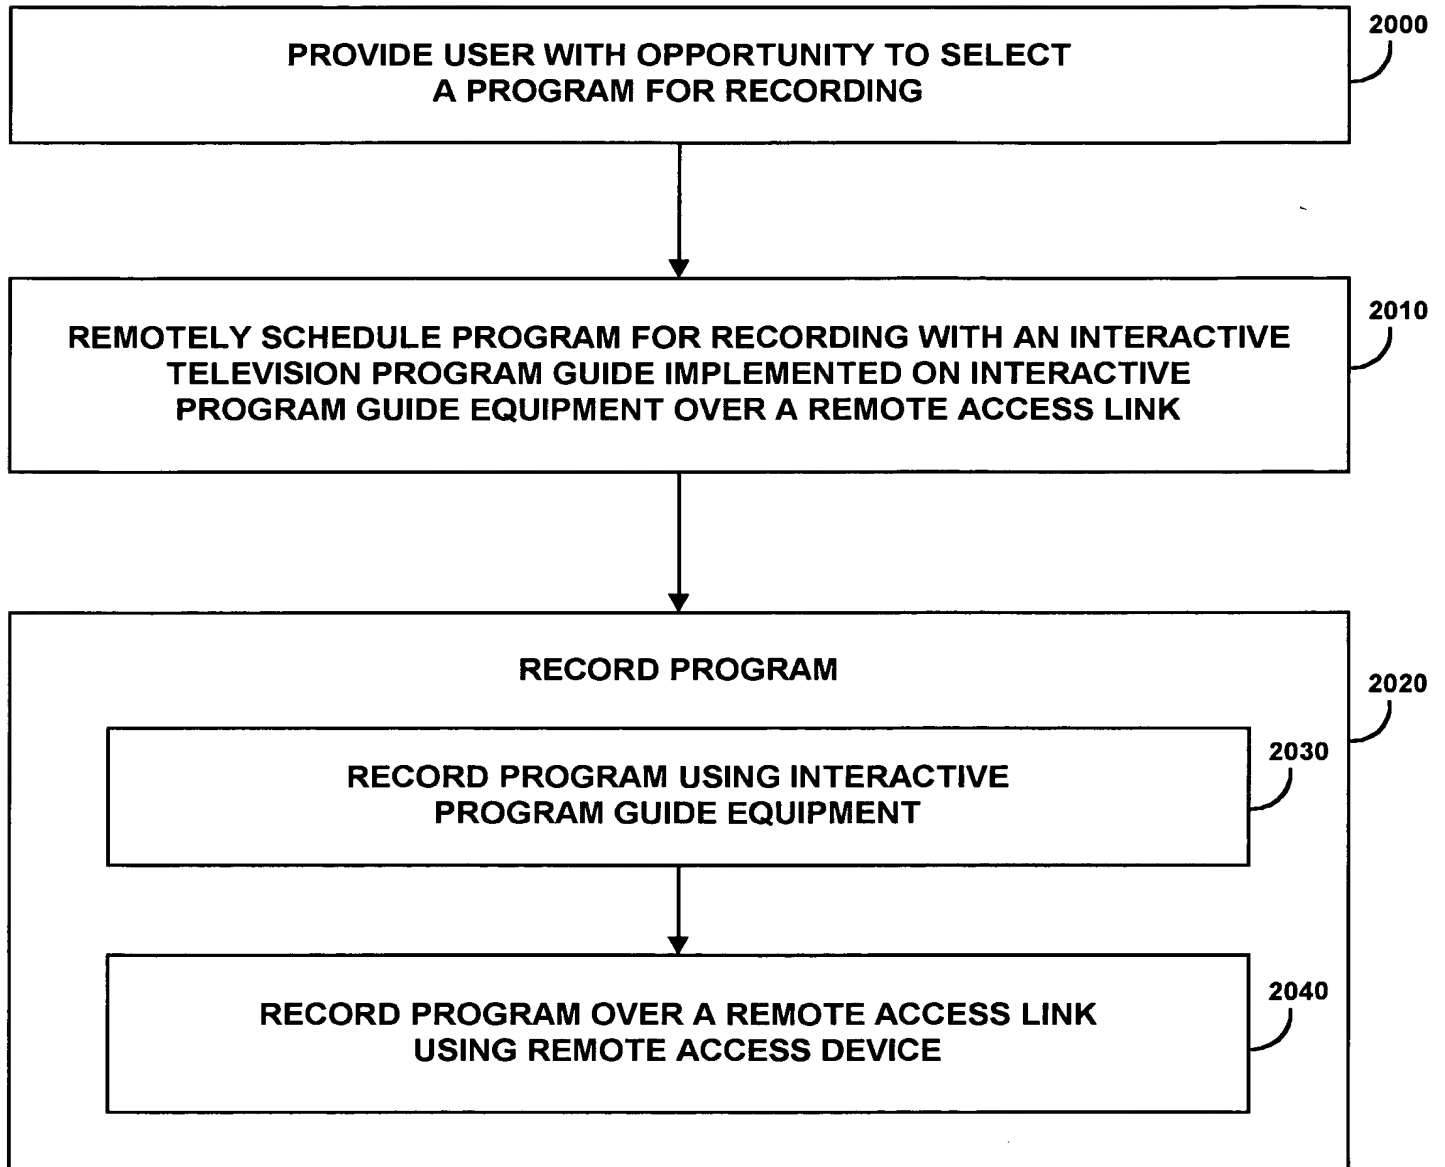 2000
PROVIDE USER WITH OPPORTUNITY TO SELECT
A PROGRAM FOR RECORDING
2010
REMOTELY SCHEDULE PROGRAM FOR RECORDING WITH AN INTERACTIVE
TELEVISION PROGRAM GUIDE IMPLEMENTED ON INTERACTIVE
PROGRAM GUIDE EQUIPMENT OVER A REMOTE ACCESS LINK
RECORD PROGRAM
2020
2030
RECORD PROGRAM USING INTERACTIVE
PROGRAM GUIDE EQUIPMENT
2040
RECORD PROGRAM OVER A REMOTE ACCESS LINK
USING REMOTE ACCESS DEVICE